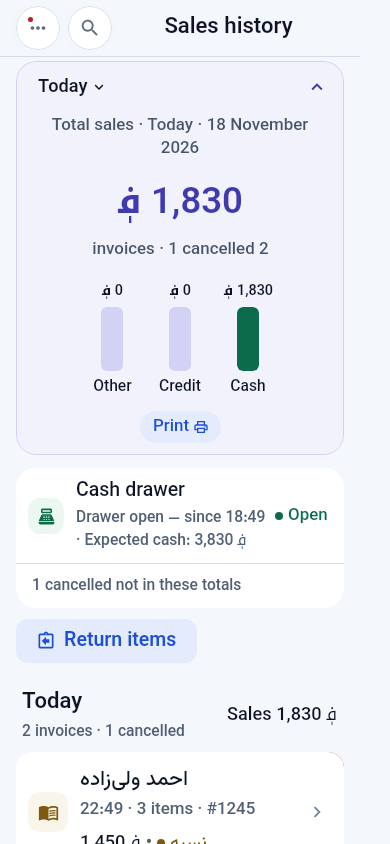 Sales history
Today
Total sales · Today · 18 November
2026
؋ 1,830
invoices · 1 cancelled 2
؋ 0
؋ 0
؋ 1,830
Other
Credit
Cash
Print
Cash drawer
Drawer open — since 18:49
· Expected cash: 3,830 ؋
Open
1 cancelled not in these totals
Return items
Today
Sales 1,830 ؋
2 invoices · 1 cancelled
احمد ولی‌زاده
22:49 · 3 items · #1245
1,450 ؋ • نسیه